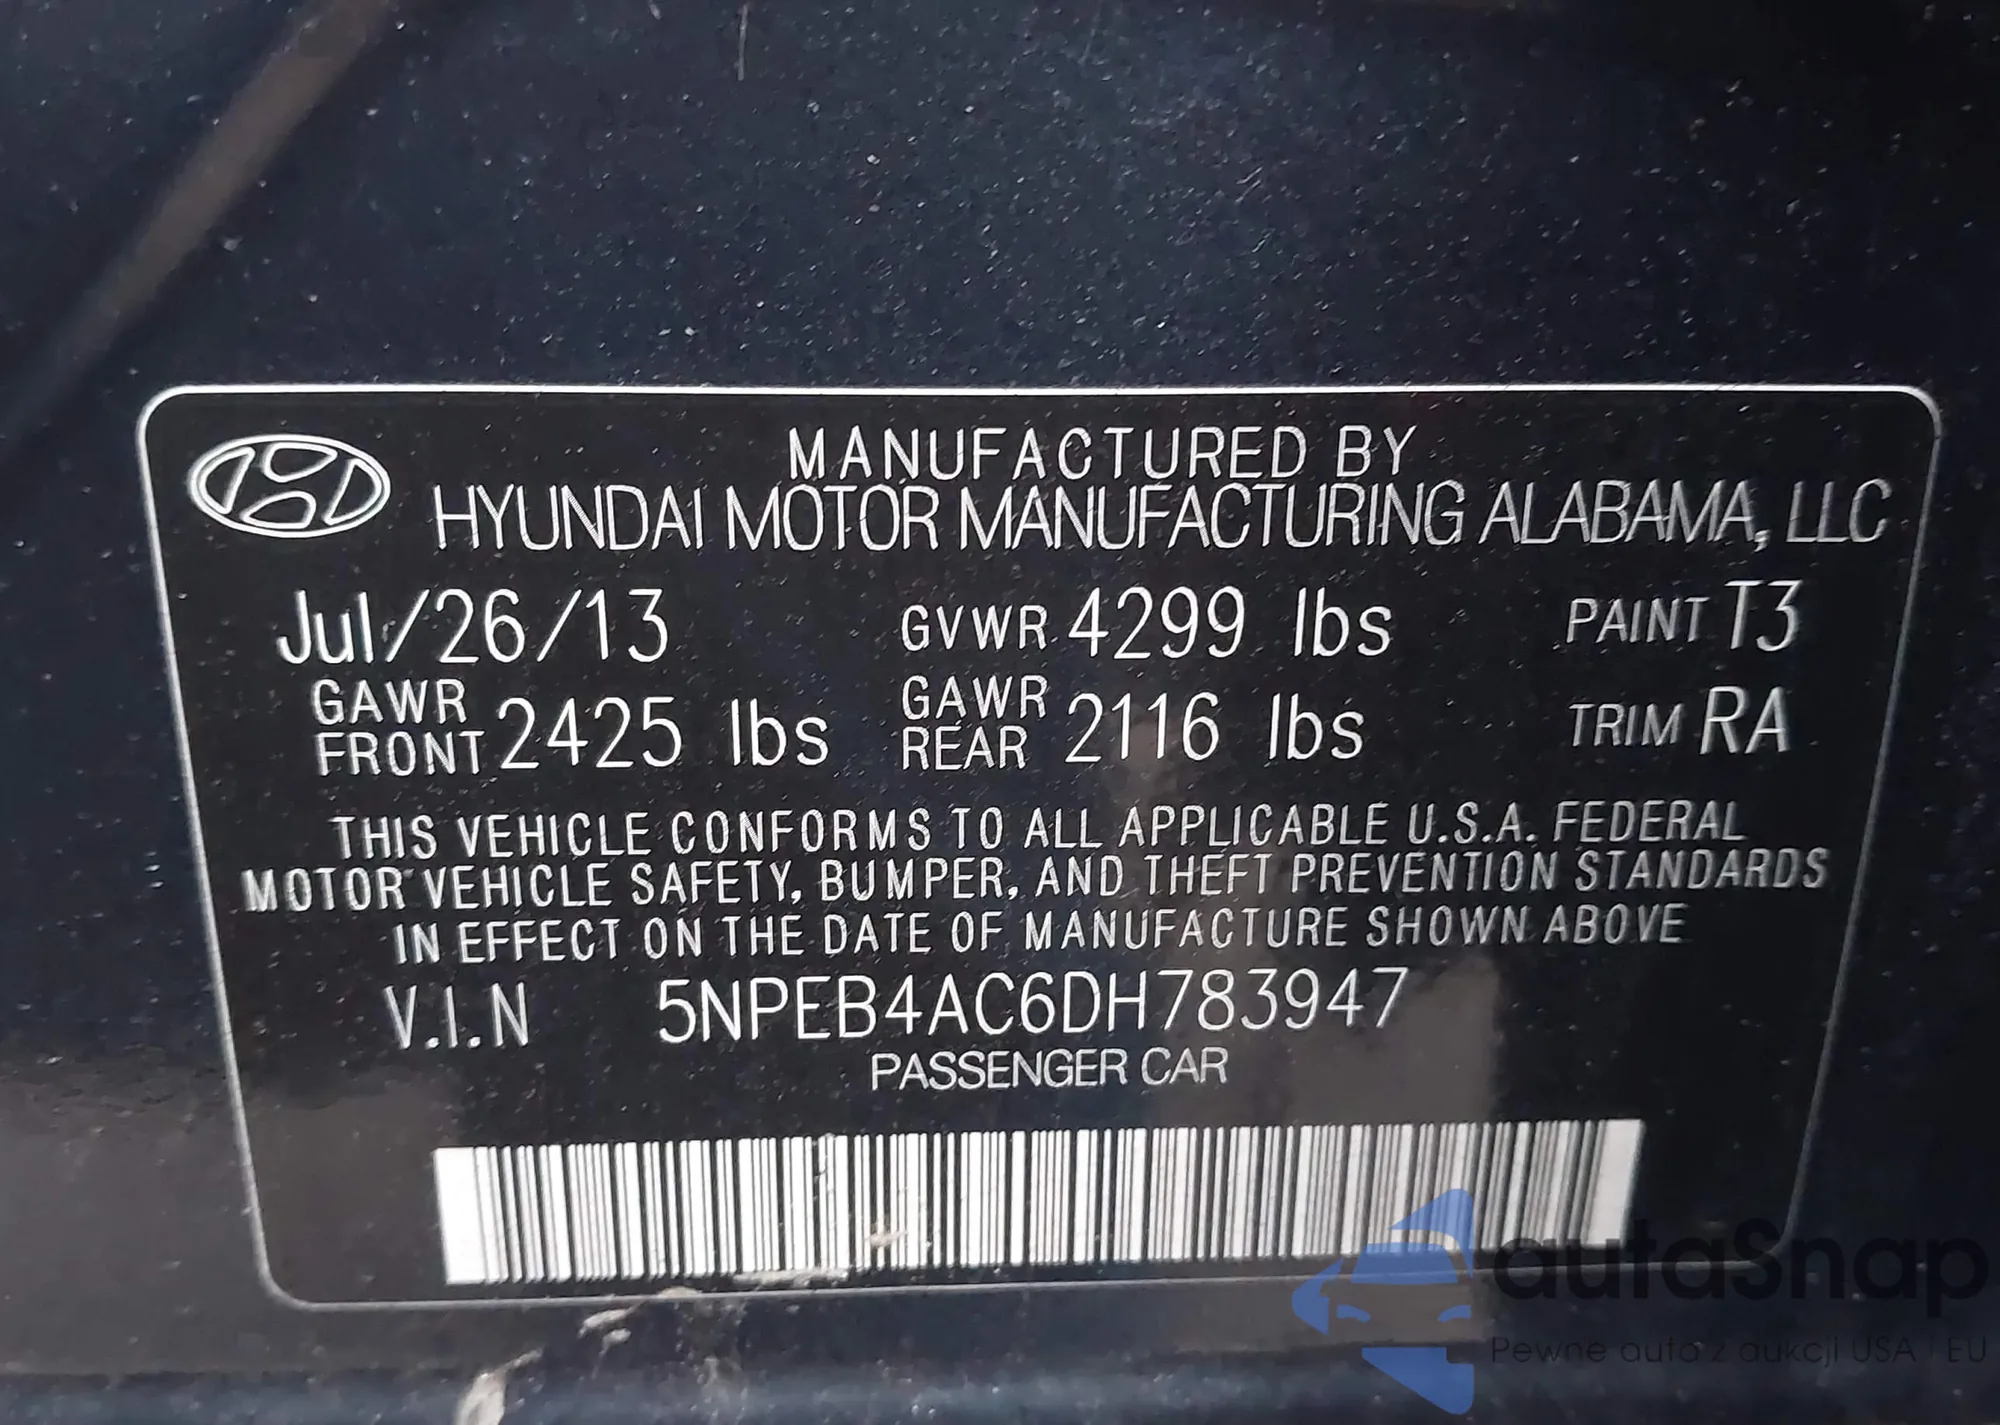 MANUFACTURED BY
HYUNDAI MOTOR MANUFACTURING ALABAMA, LLC
Jul/26/13 GVWR 4299 lbs PAINT T3
GAWR FRONT 2425 lbs GAWR REAR 2116 lbs TRIM RA
THIS VEHICLE CONFORMS TO ALL APPLICABLE U.S.A. FEDERAL
MOTOR VEHICLE SAFETY, BUMPER, AND THEFT PREVENTION STANDARDS
IN EFFECT ON THE DATE OF MANUFACTURE SHOWN ABOVE
V.I.N 5NPEB4AC6DH783947
PASSENGER CAR
autaSnap
Pewne auta z aukcji USA i EU